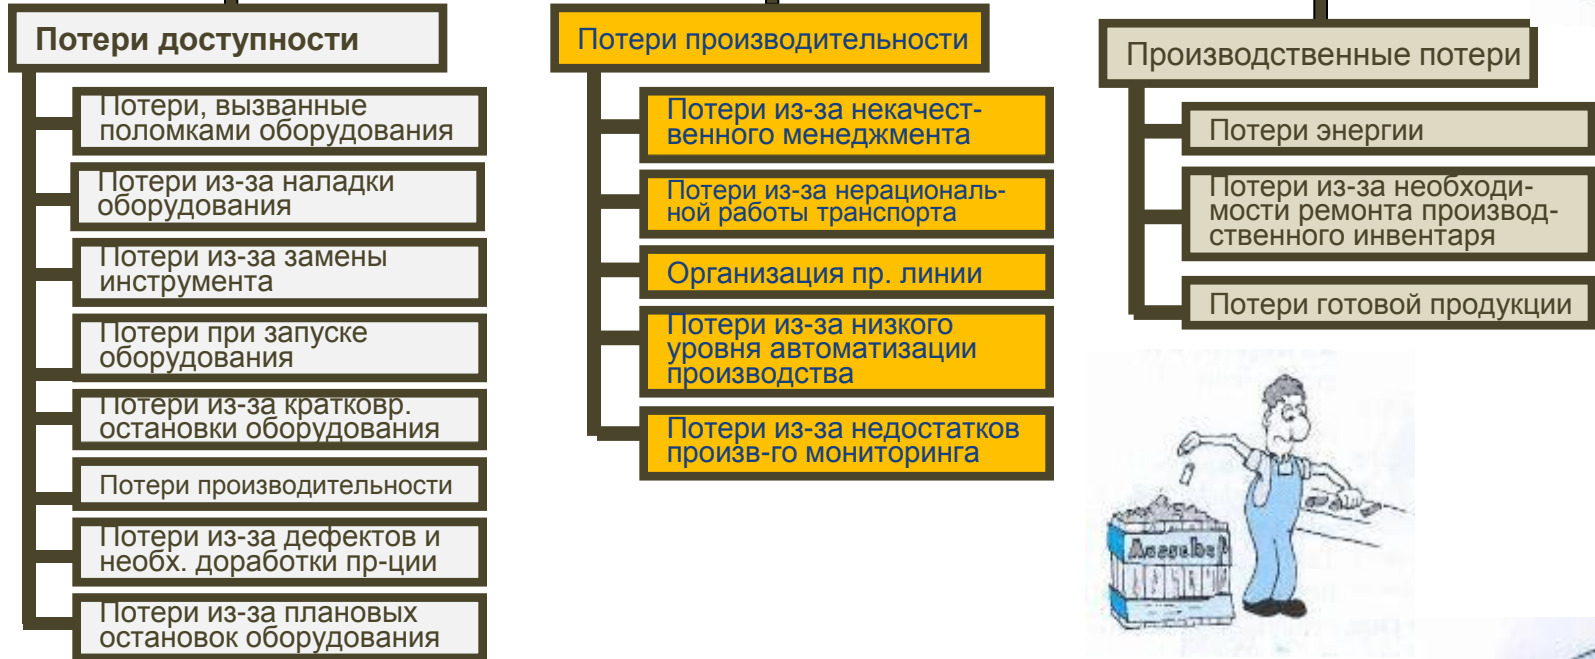 Потери доступности
Потери, вызванные
поломками оборудования
Потери из-за наладки
оборудования
Потери из-за замены
инструмента
Потери при запуске
оборудования
Потери из-за кратковр.
остановки оборудования
Потери производительности
Потери из-за дефектов и
необх. доработки пр-ции
Потери из-за плановых
остановок оборудования
Потери производительности
Потери из-за некачест-
венного менеджмента
Потери из-за нерациональ-
ной работы транспорта
Организация пр. линии
Потери из-за низкого
уровня автоматизации
производства
Потери из-за недостатков
произв-го мониторинга
Производственные потери
Потери энергии
Потери из-за необходи-
мости ремонта производ-
ственного инвентаря
Потери готовой продукции